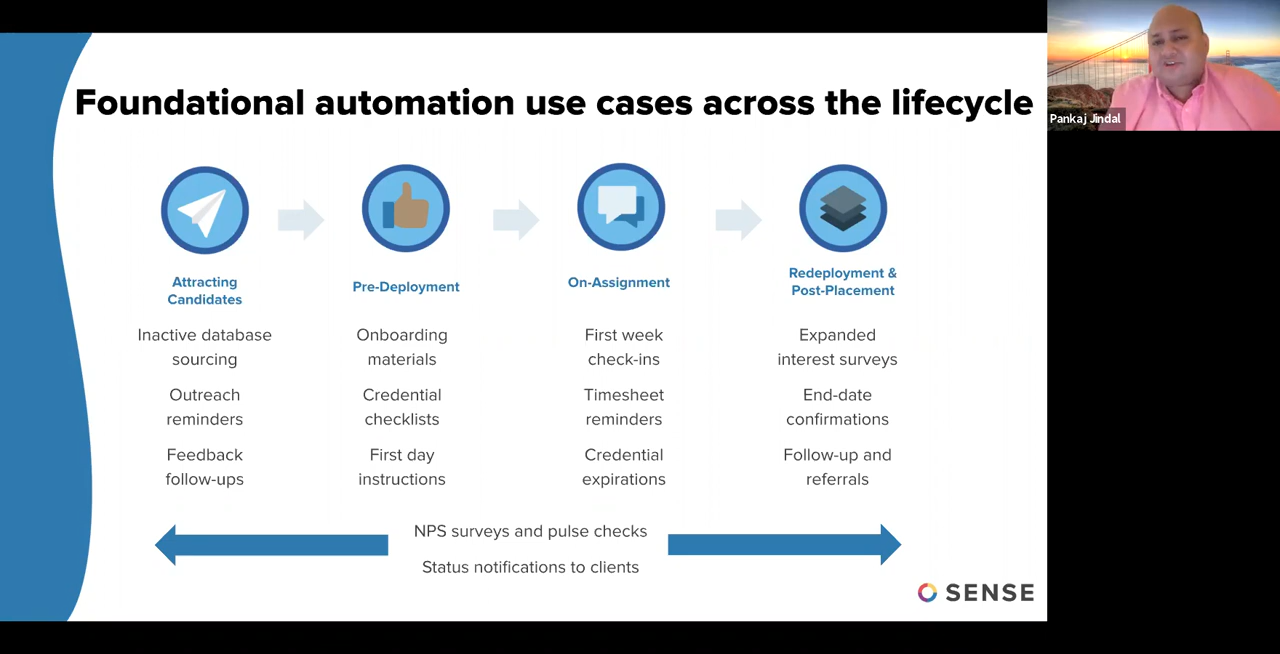 Foundational automation use cases across the lifecycle
Pankaj Jindal
Attracting
Candidates
Inactive database
sourcing
Outreach
reminders
Feedback
follow-ups
Pre-Deployment
Onboarding
materials
Credential
checklists
First day
instructions
On-Assignment
First week
check-ins
Timesheet
reminders
Credential
expirations
Redeployment &
Post-Placement
Expanded
interest surveys
End-date
confirmations
Follow-up and
referrals
NPS surveys and pulse checks
Status notifications to clients
SENSE